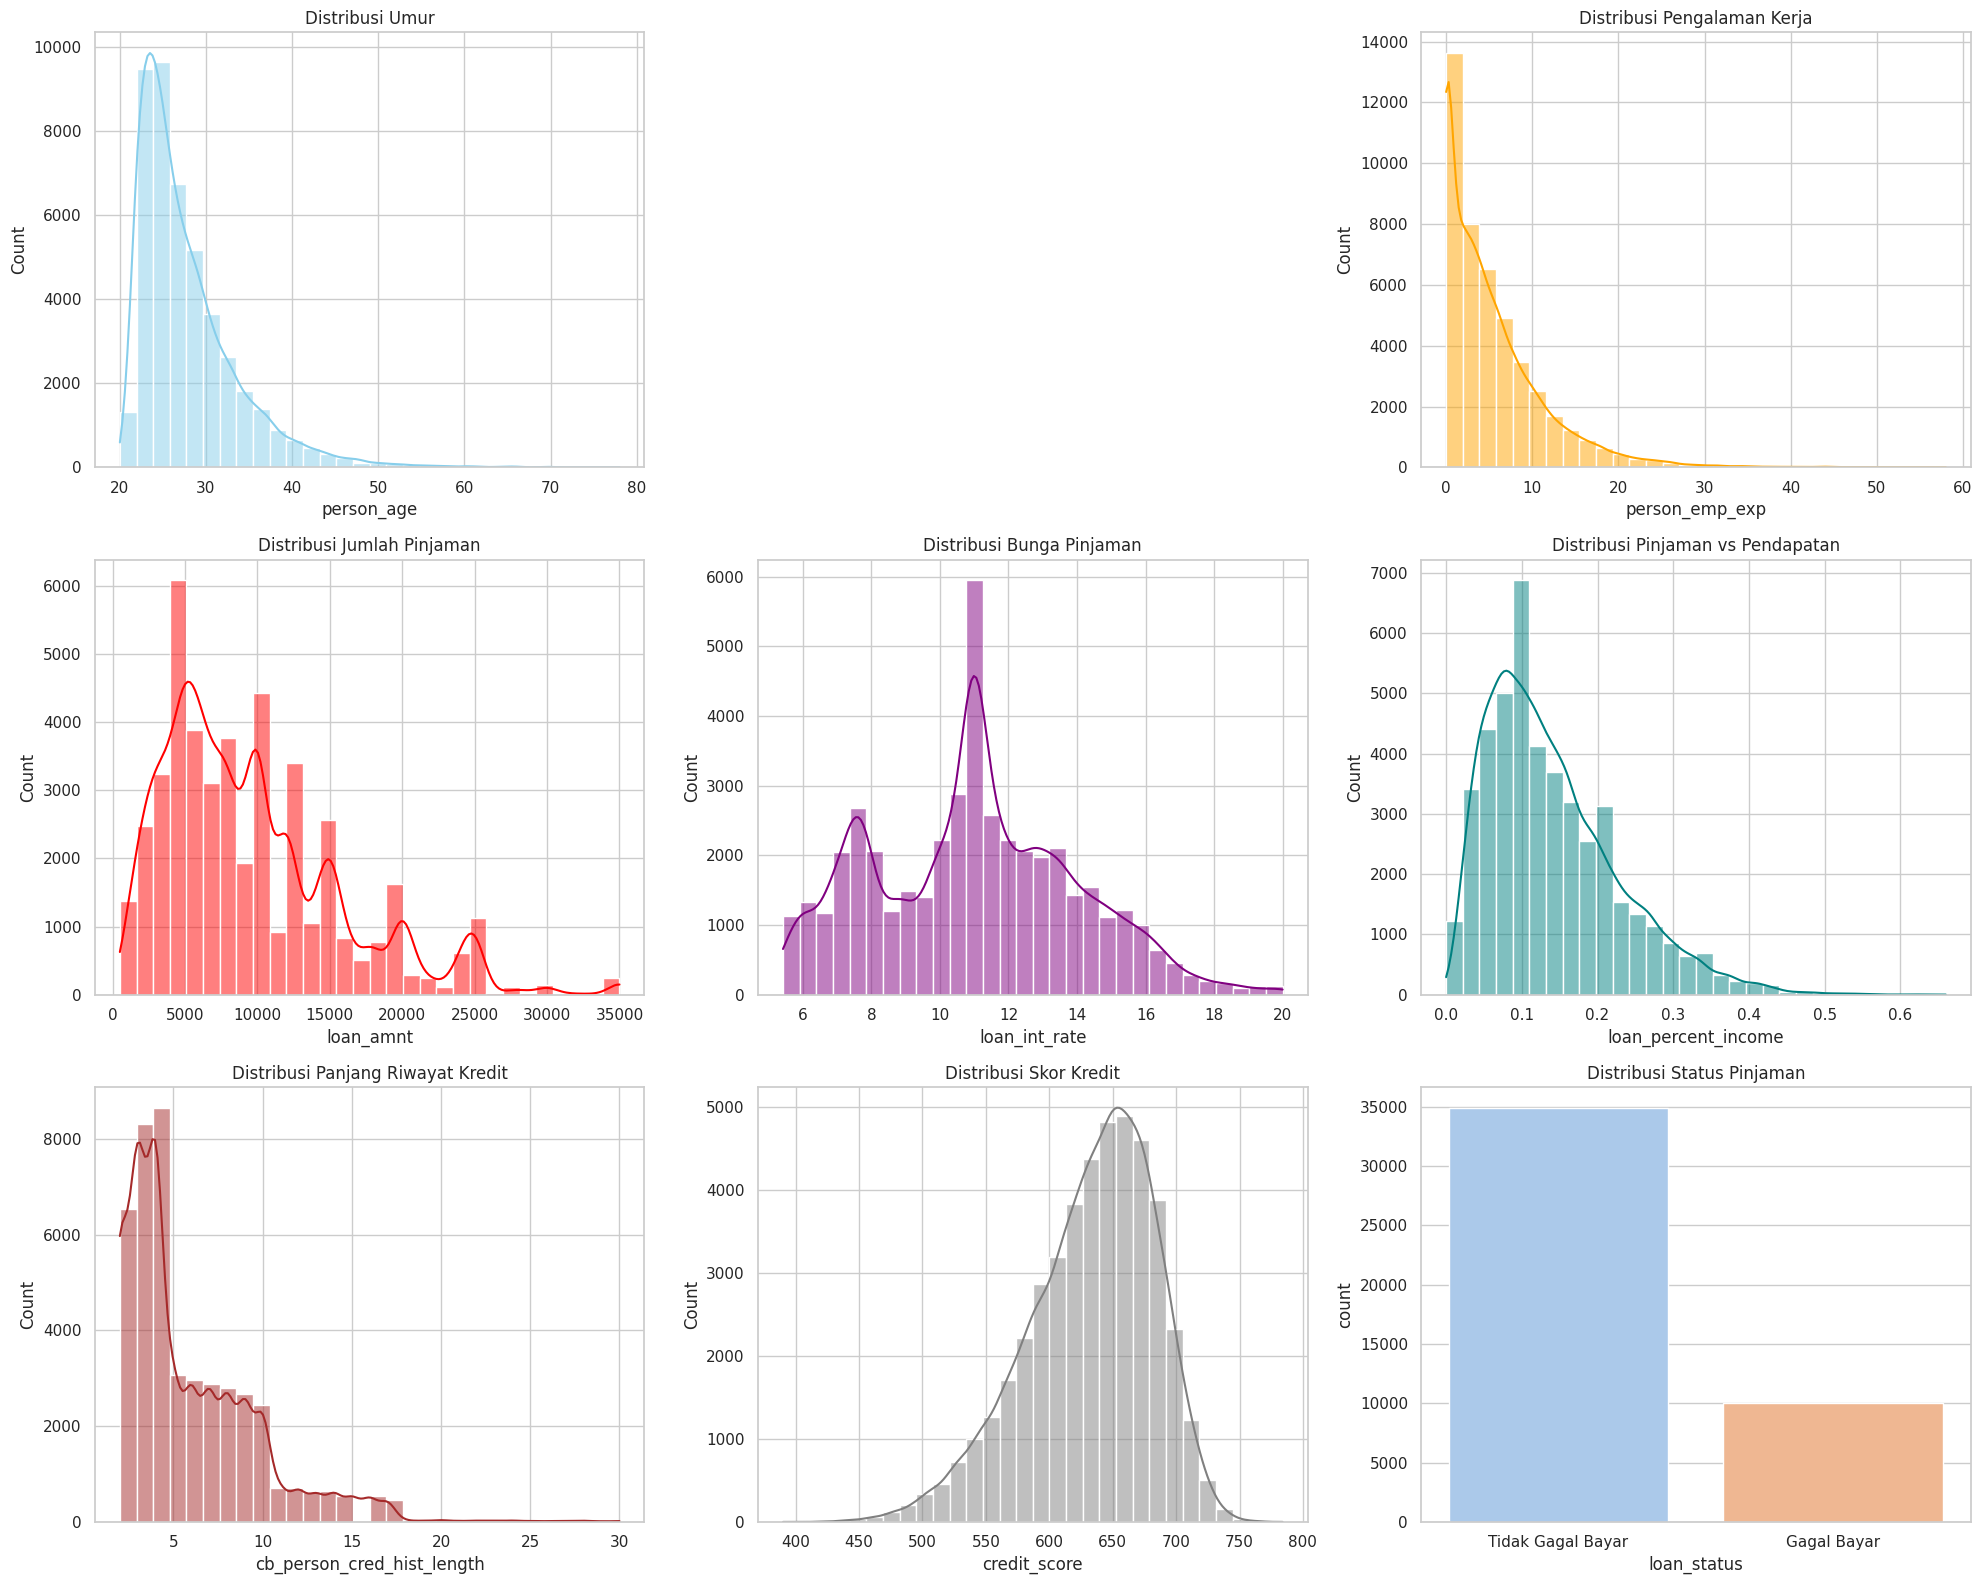 Distribusi Umur
Count
10000
8000
6000
4000
2000
0
20 30 40 50 60 70 80
person_age
Distribusi Pengalaman Kerja
Count
14000
12000
10000
8000
6000
4000
2000
0
0 10 20 30 40 50 60
person_emp_exp
Distribusi Jumlah Pinjaman
Count
6000
5000
4000
3000
2000
1000
0
0 5000 10000 15000 20000 25000 30000 35000
loan_amnt
Distribusi Bunga Pinjaman
Count
6000
5000
4000
3000
2000
1000
0
6 8 10 12 14 16 18 20
loan_int_rate
Distribusi Pinjaman vs Pendapatan
Count
7000
6000
5000
4000
3000
2000
1000
0
0.0 0.1 0.2 0.3 0.4 0.5 0.6
loan_percent_income
Distribusi Panjang Riwayat Kredit
Count
8000
6000
4000
2000
0
5 10 15 20 25 30
cb_person_cred_hist_length
Distribusi Skor Kredit
Count
5000
4000
3000
2000
1000
0
400 450 500 550 600 650 700 750 800
credit_score
Distribusi Status Pinjaman
count
35000
30000
25000
20000
15000
10000
5000
0
Tidak Gagal Bayar Gagal Bayar
loan_status